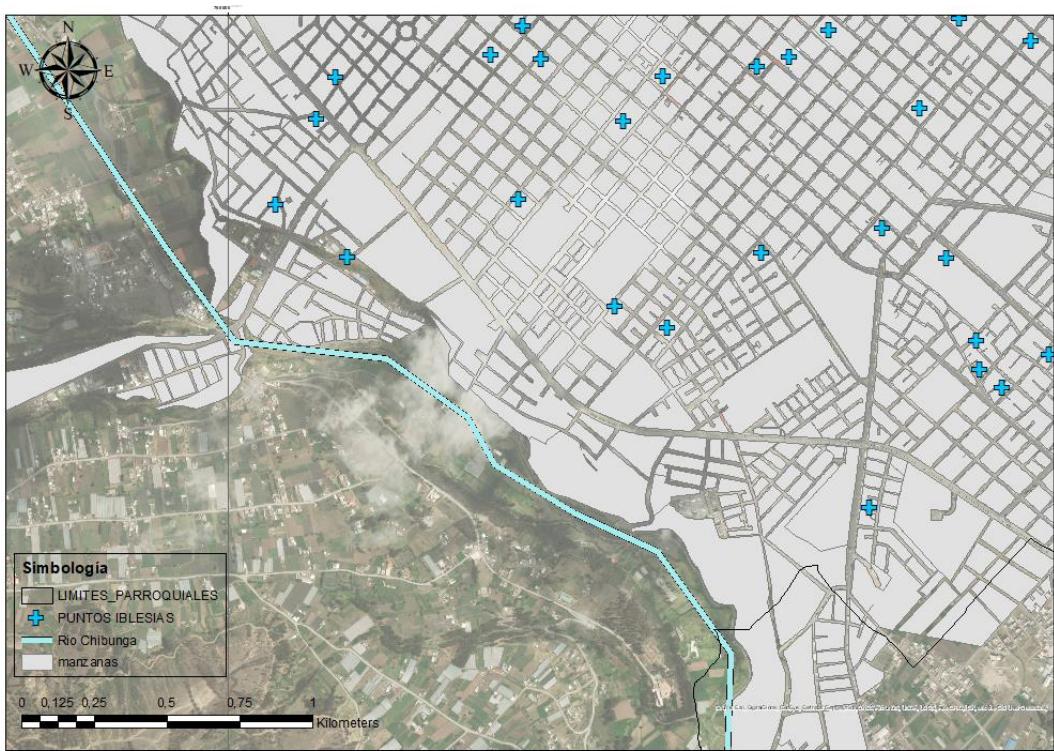 N
W E
S
Simbología
LIMITES_PARROQUIALES
PUNTOS IBLESIAS
Rio Chibunga
manzanas
0 0,125 0,25 0,5 0,75 1
Kilometers